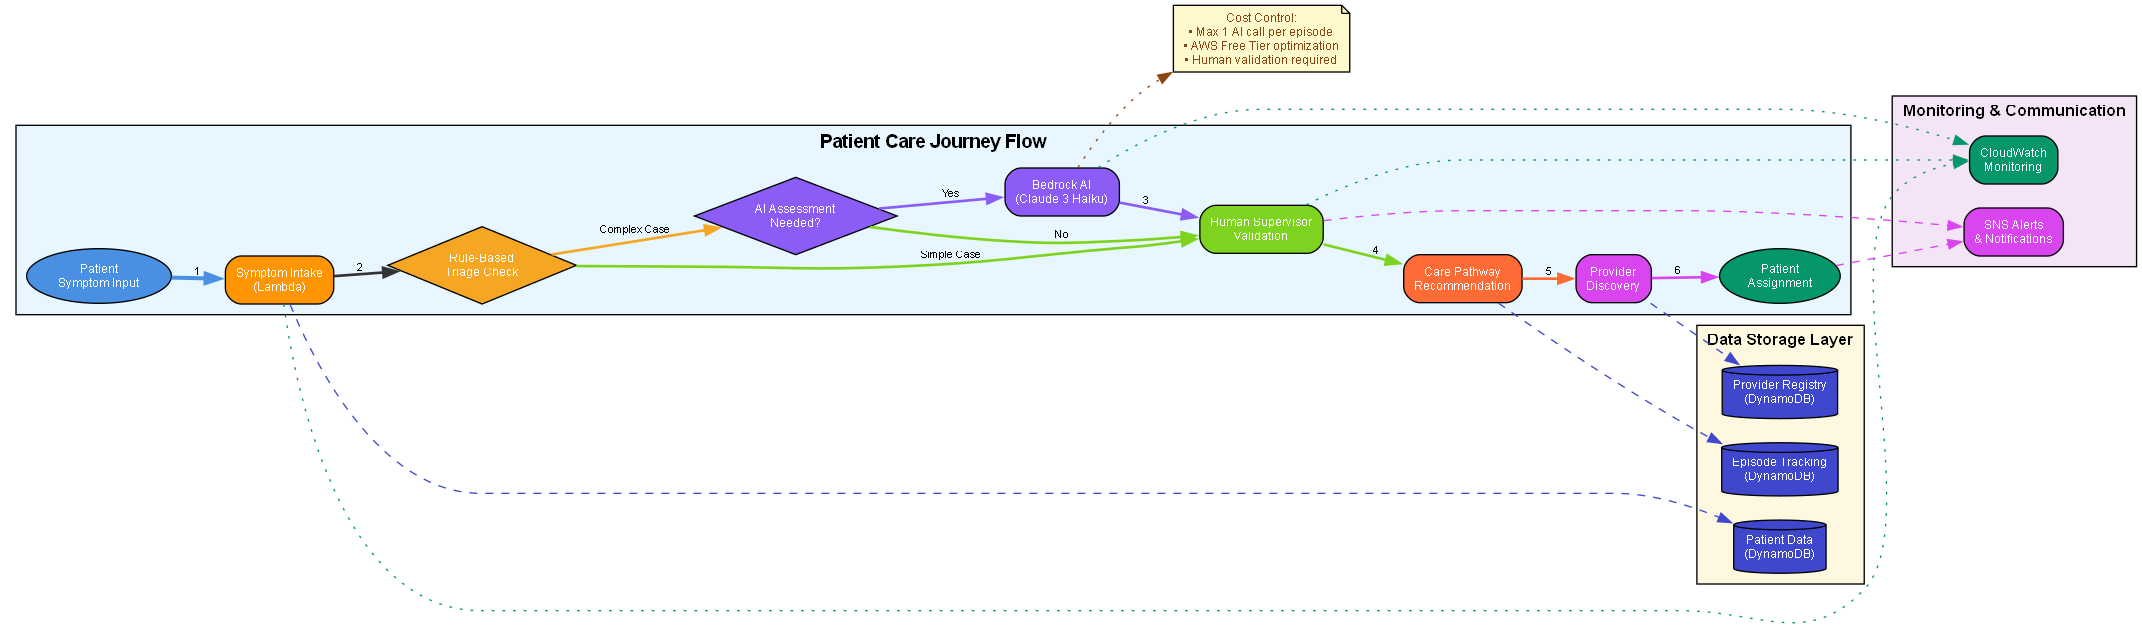 Cost Control:
• Max 1 AI call per episode
• AWS Free Tier optimization
• Human validation required
Patient Care Journey Flow
Monitoring & Communication
Patient
Symptom Input
1
Symptom Intake
(Lambda)
2
Rule-Based
Triage Check
Complex Case
Simple Case
AI Assessment
Needed?
Yes
No
Bedrock AI
(Claude 3 Haiku)
3
Human Supervisor
Validation
4
Care Pathway
Recommendation
5
Provider
Discovery
6
Patient
Assignment
CloudWatch
Monitoring
SNS Alerts
& Notifications
Data Storage Layer
Provider Registry
(DynamoDB)
Episode Tracking
(DynamoDB)
Patient Data
(DynamoDB)